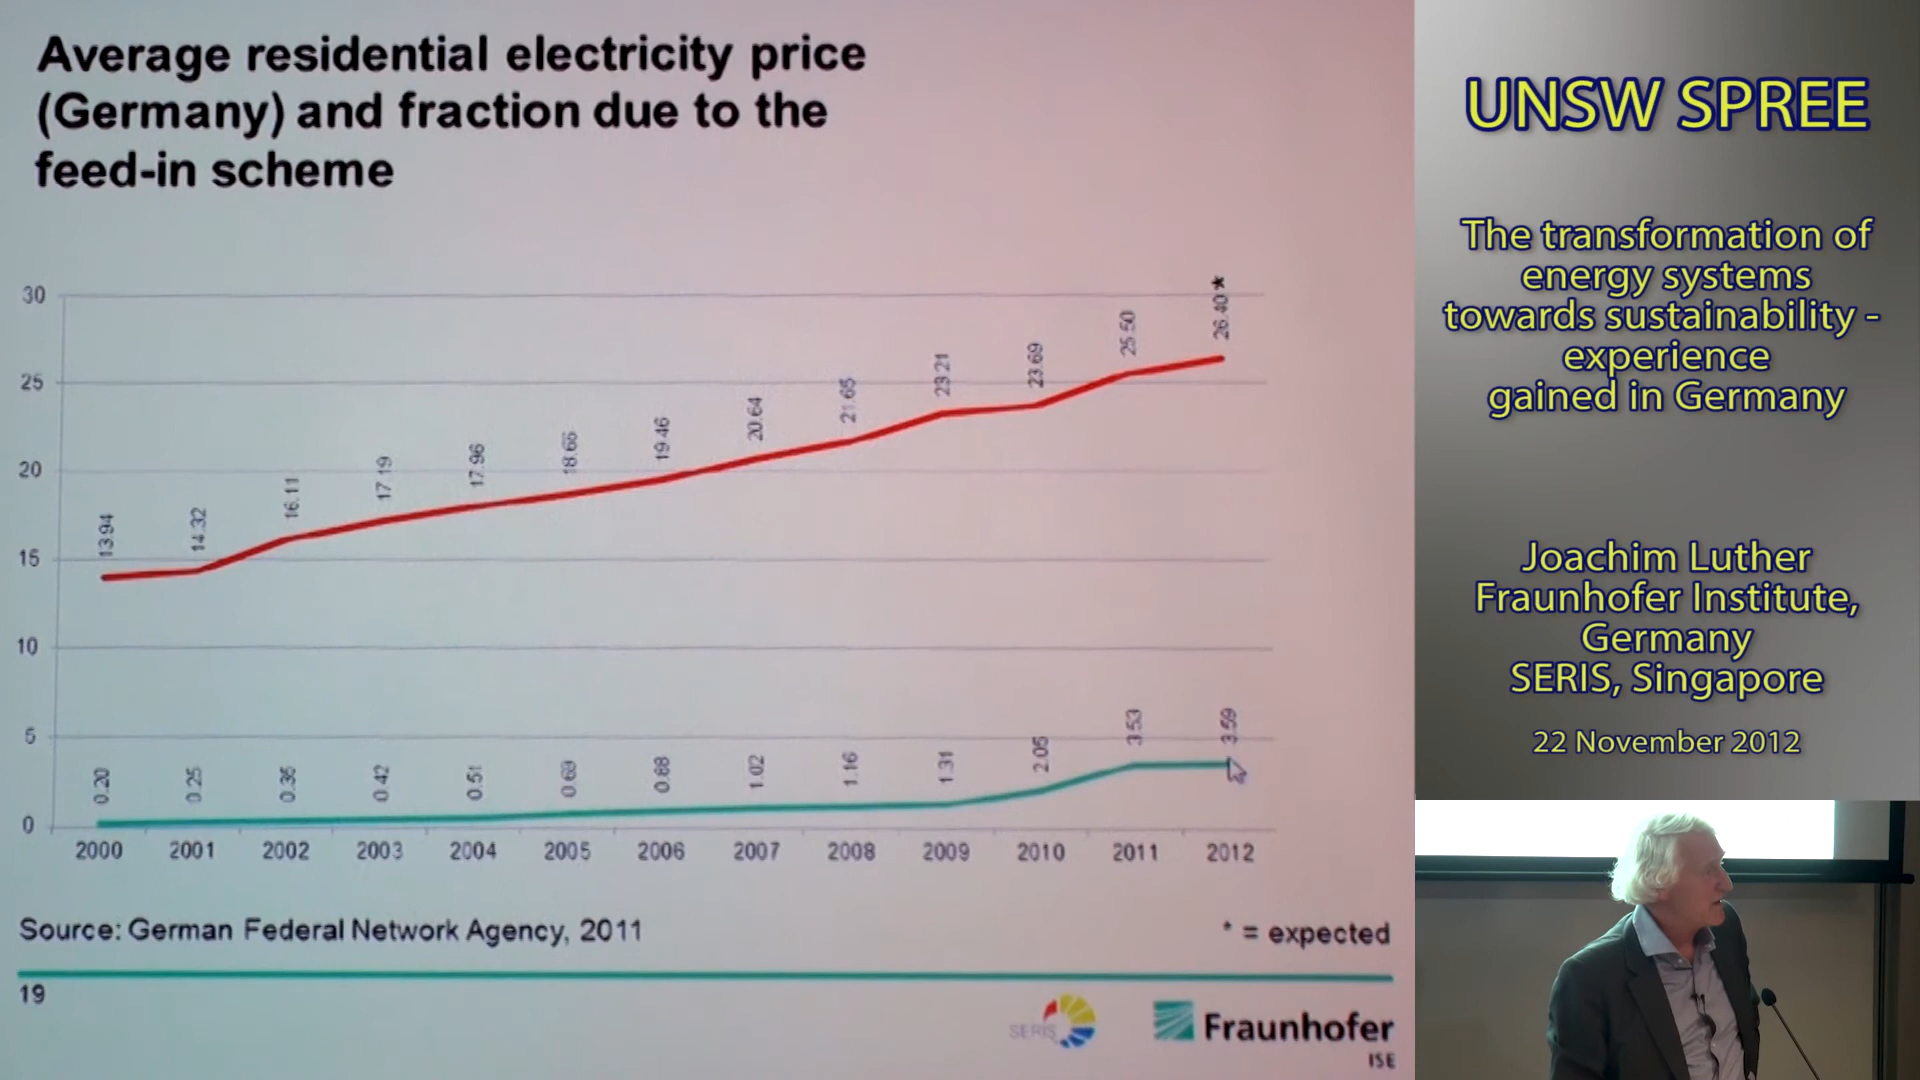 Average residential electricity price
(Germany) and fraction due to the
feed-in scheme
30
25
20
15
10
5
0
13.94
14.32
16.11
17.19
17.96
18.66
19.46
20.64
21.65
23.21
23.69
25.50
26.40*
0.20
0.25
0.35
0.42
0.51
0.69
0.88
1.02
1.16
1.31
2.05
3.53
3.59
2000 2001 2002 2003 2004 2005 2006 2007 2008 2009 2010 2011 2012
Source: German Federal Network Agency, 2011
* = expected
19
SERIS
Fraunhofer
ISE
UNSW SPREE
The transformation of
energy systems
towards sustainability -
experience
gained in Germany
Joachim Luther
Fraunhofer Institute,
Germany
SERIS, Singapore
22 November 2012